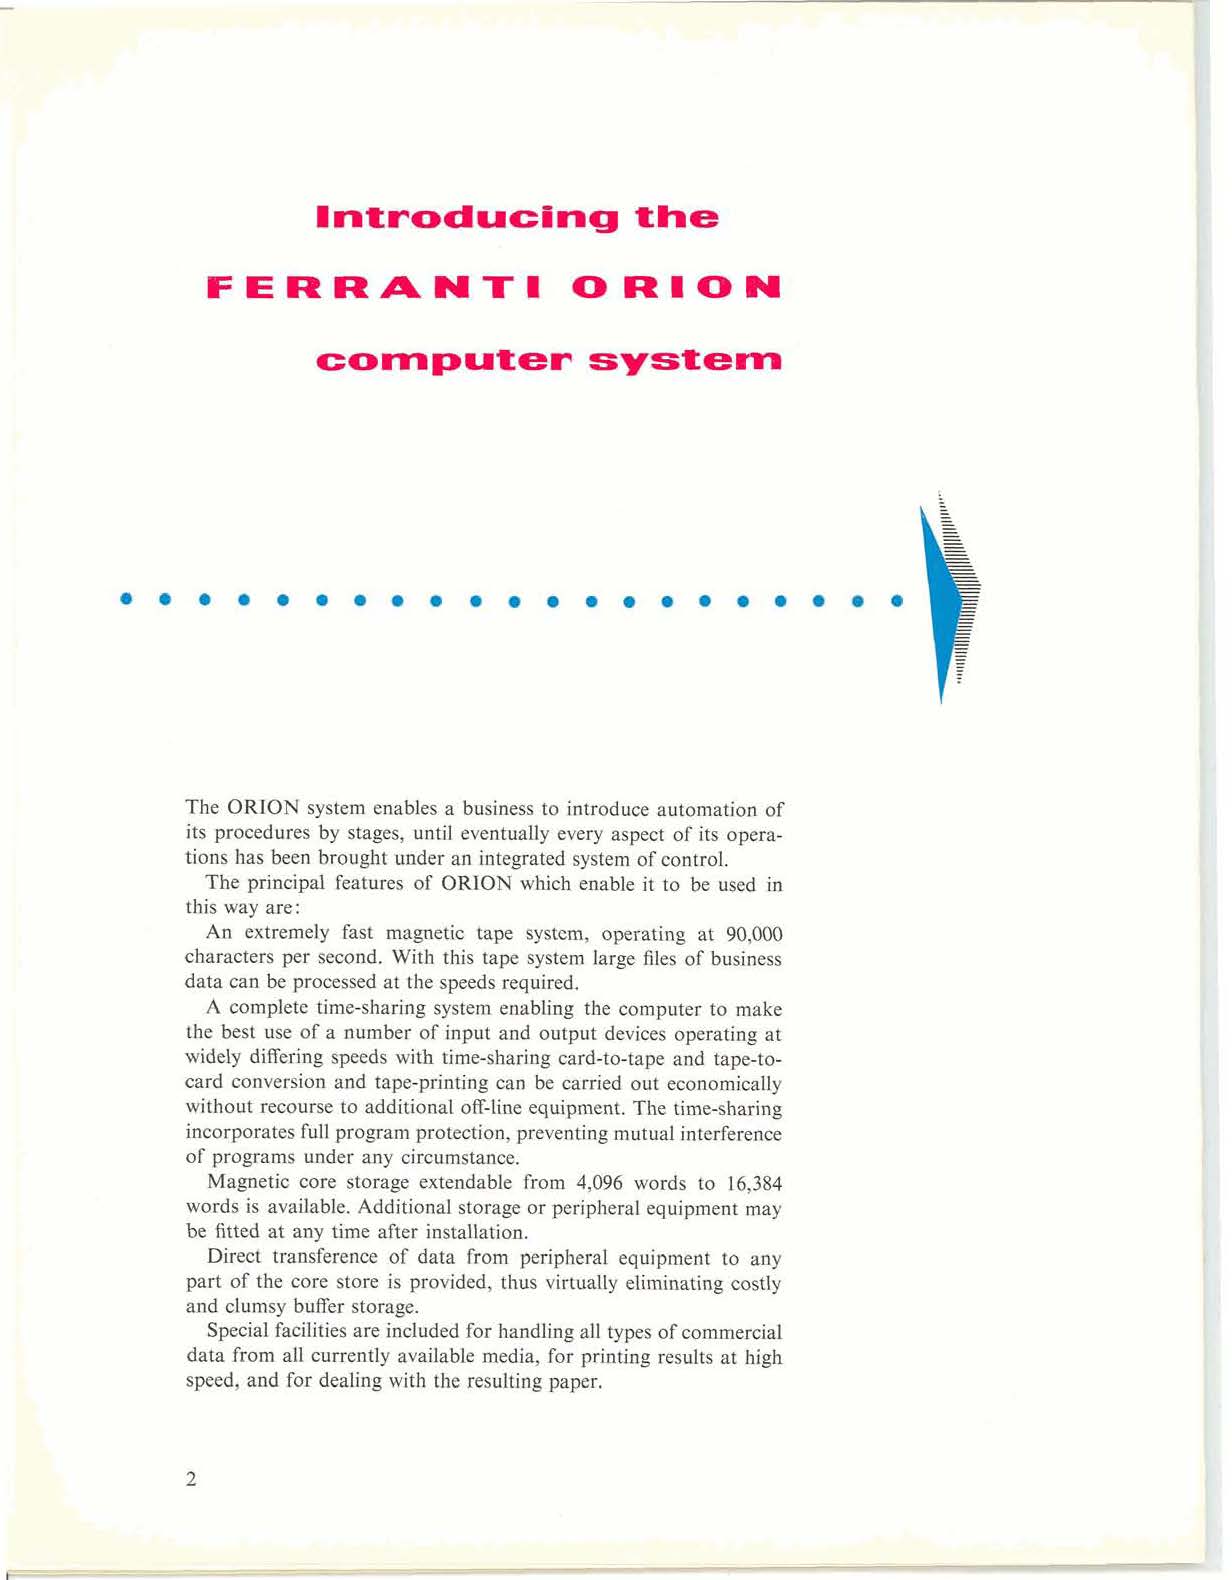 Introducing the
FERRANTI ORION
computer system
The ORION system enables a business to introduce automation of
its procedures by stages, until eventually every aspect of its opera-
tions has been brought under an integrated system of control.
The principal features of ORION which enable it to be used in
this way are:
An extremely fast magnetic tape system, operating at 90,000
characters per second. With this tape system large files of business
data can be processed at the speeds required.
A complete time-sharing system enabling the computer to make
the best use of a number of input and output devices operating at
widely differing speeds with time-sharing card-to-tape and tape-to-
card conversion and tape-printing can be carried out economically
without recourse to additional off-line equipment. The time-sharing
incorporates full program protection, preventing mutual interference
of programs under any circumstance.
Magnetic core storage extendable from 4,096 words to 16,384
words is available. Additional storage or peripheral equipment may
be fitted at any time after installation.
Direct transference of data from peripheral equipment to any
part of the core store is provided, thus virtually eliminating costly
and clumsy buffer storage.
Special facilities are included for handling all types of commercial
data from all currently available media, for printing results at high
speed, and for dealing with the resulting paper.
2